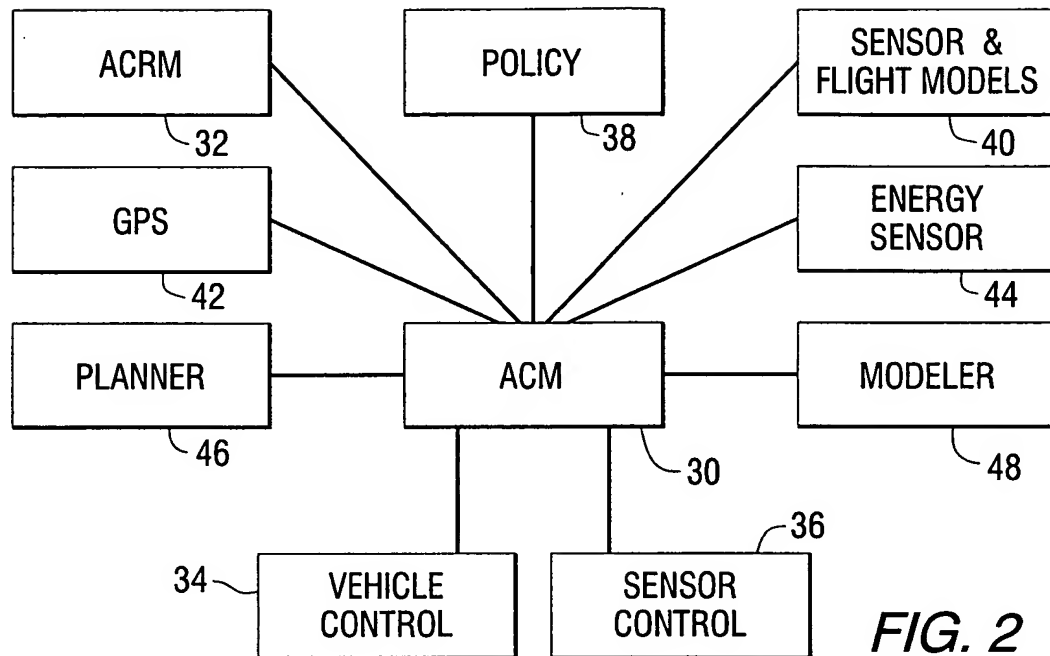 ACRM
32
POLICY
38
SENSOR &
FLIGHT MODELS
40
GPS
42
ENERGY
SENSOR
44
PLANNER
46
ACM
30
MODELER
48
34
VEHICLE
CONTROL
36
SENSOR
CONTROL
FIG. 2